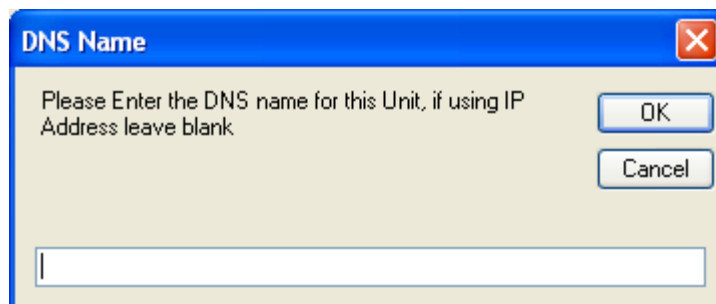 DNS Name
Please Enter the DNS name for this Unit, if using IP
Address leave blank
OK
Cancel